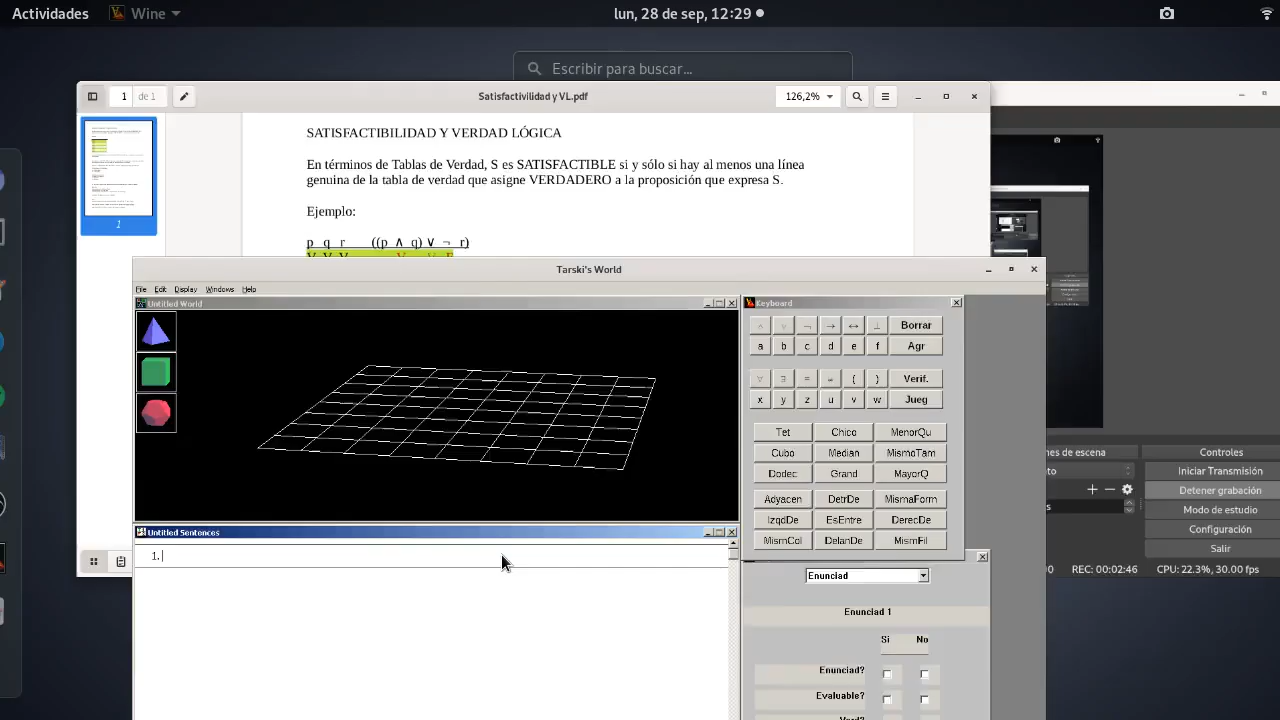 Actividades
Wine
lun, 28 de sep, 12:29
Escribir para buscar...
1
de 1
Satisfactivilidad y VL.pdf
126,2%
SATISFACTIBILIDAD Y VERDAD LÓGICA
En términos de Tablas de Verdad, S es SATISFACTIBLE si y sólo si hay al menos una línea
genuina de la tabla de verdad que asigne VERDADERO a la proposición que expresa S.
Ejemplo:
p q r ((p ∧ q) ∨ ¬ r)
1
Tarski's World
File Edit Display Windows Help
Untitled World
Keyboard
∧ ∨ ¬ → ↔ ⊥ Borrar
a b c d e f Agr
∀ ∃ = ≠ ( ) Verif.
x y z u v w Jueg
Tet Chico MenorQu
Cubo Median MismoTam
Dodec Grand MayorQ
Adyacen DetrDe MismaForm
IzqdDe EsEntre DerecDe
MismCol DelanDe MismFil
Untitled Sentences
1.
Enunciad
Enunciad 1
Si No
Enunciad?
Evaluable?
nes de escena
Controles
Iniciar Transmisión
Detener grabación
Modo de estudio
Configuración
Salir
REC: 00:02:46
CPU: 22.3%, 30.00 fps